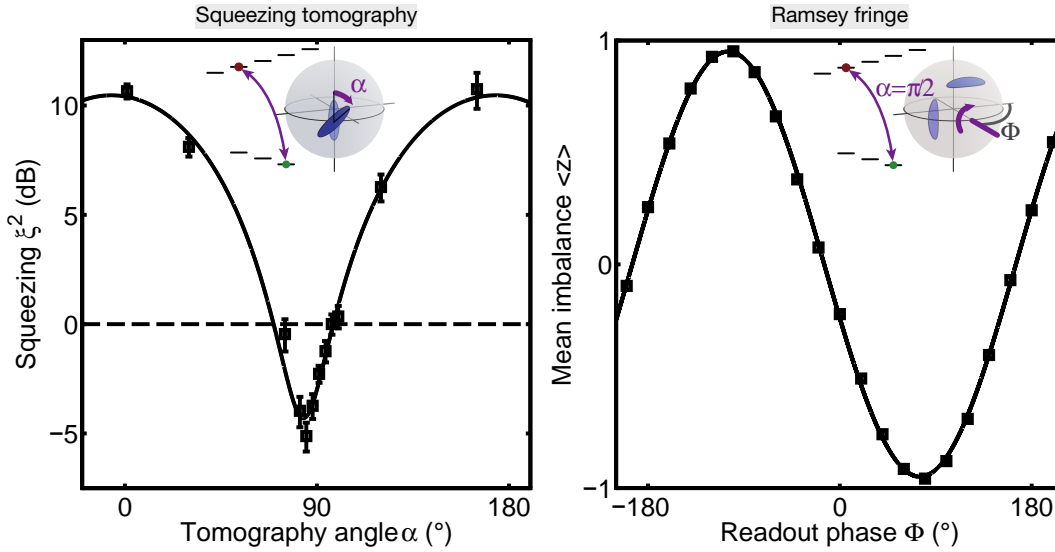 Squeezing tomography
Ramsey fringe
Squeezing ξ² (dB)
10
5
0
−5
0
90
180
Tomography angle α (°)
α
Mean imbalance <z>
1
0
−1
−180
0
180
Readout phase Φ (°)
α=π/2
Φ